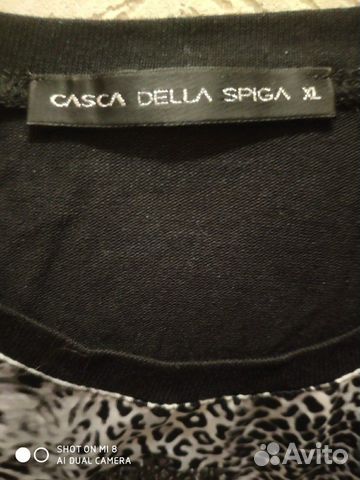 CASCA DELLA SPIGA XL
SHOT ON MI 8
AI DUAL CAMERA
Avito